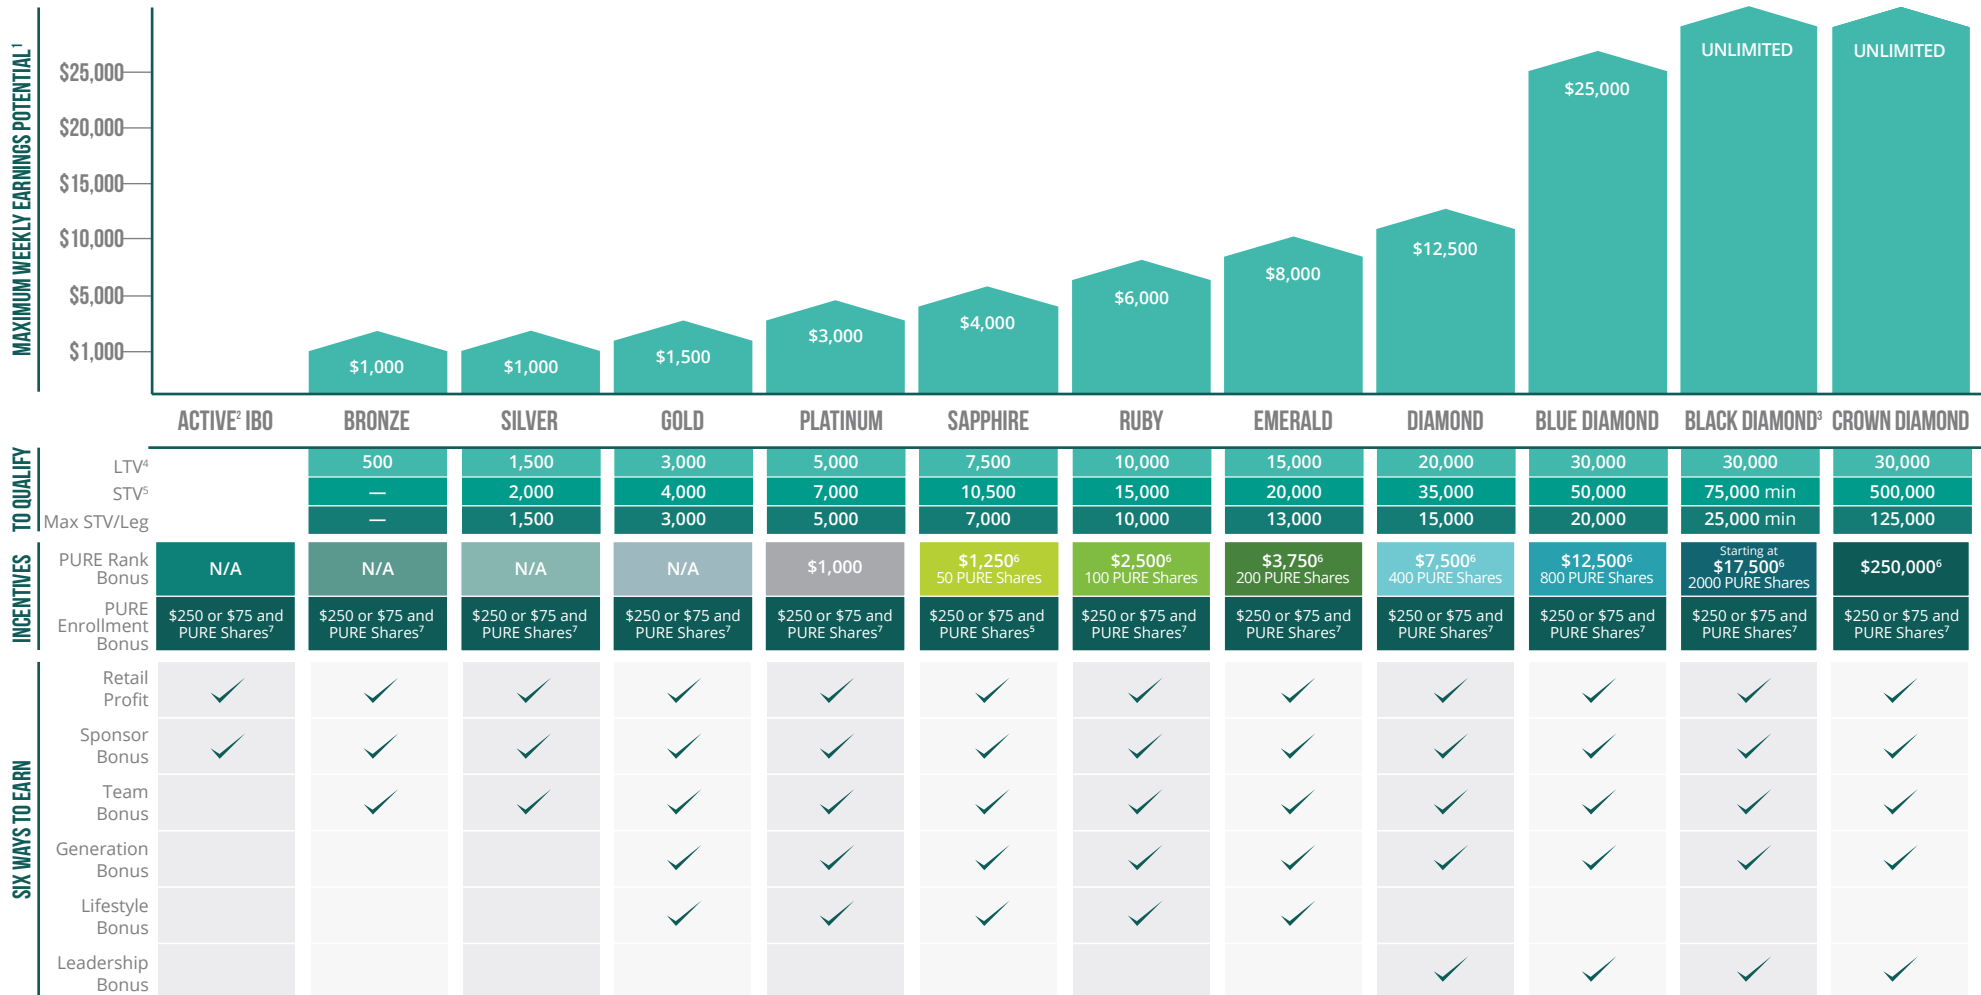 MAXIMUM WEEKLY EARNINGS POTENTIAL¹
$25,000
$20,000
$15,000
$10,000
$5,000
$1,000
$1,000
$1,000
$1,500
$3,000
$4,000
$6,000
$8,000
$12,500
$25,000
UNLIMITED
UNLIMITED
ACTIVE² IBO BRONZE SILVER GOLD PLATINUM SAPPHIRE RUBY EMERALD DIAMOND BLUE DIAMOND BLACK DIAMOND³ CROWN DIAMOND
TO QUALIFY
LTV⁴ 500 1,500 3,000 5,000 7,500 10,000 15,000 20,000 30,000 30,000 30,000
STV⁵ — 2,000 4,000 7,000 10,500 15,000 20,000 35,000 50,000 75,000 min 500,000
Max STV/Leg — 1,500 3,000 5,000 7,000 10,000 13,000 15,000 20,000 25,000 min 125,000
INCENTIVES
PURE Rank
Bonus
N/A
N/A
N/A
N/A
$1,000
$1,250⁶
50 PURE Shares
$2,500⁶
100 PURE Shares
$3,750⁶
200 PURE Shares
$7,500⁶
400 PURE Shares
$12,500⁶
800 PURE Shares
Starting at
$17,500⁶
2000 PURE Shares
$250,000⁶
PURE
Enrollment
Bonus
$250 or $75 and
PURE Shares⁷
$250 or $75 and
PURE Shares⁷
$250 or $75 and
PURE Shares⁷
$250 or $75 and
PURE Shares⁷
$250 or $75 and
PURE Shares⁷
$250 or $75 and
PURE Shares⁵
$250 or $75 and
PURE Shares⁷
$250 or $75 and
PURE Shares⁷
$250 or $75 and
PURE Shares⁷
$250 or $75 and
PURE Shares⁷
$250 or $75 and
PURE Shares⁷
$250 or $75 and
PURE Shares⁷
SIX WAYS TO EARN
Retail
Profit
Sponsor
Bonus
Team
Bonus
Generation
Bonus
Lifestyle
Bonus
Leadership
Bonus